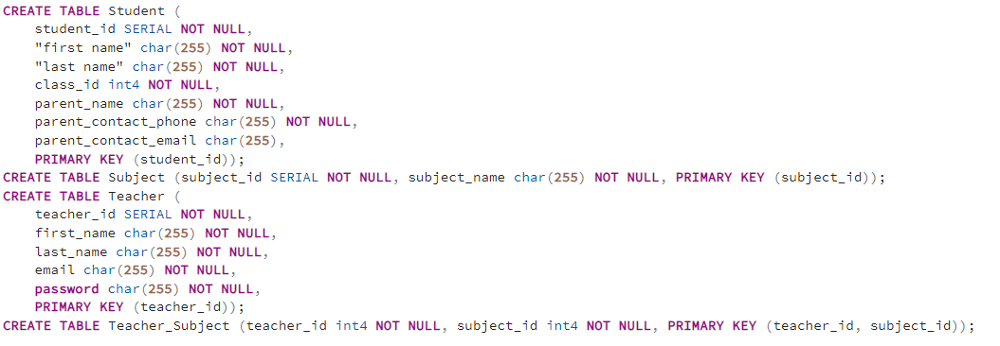 CREATE TABLE Student (
    student_id SERIAL NOT NULL,
    "first name" char(255) NOT NULL,
    "last name" char(255) NOT NULL,
    class_id int4 NOT NULL,
    parent_name char(255) NOT NULL,
    parent_contact_phone char(255) NOT NULL,
    parent_contact_email char(255),
    PRIMARY KEY (student_id));
CREATE TABLE Subject (subject_id SERIAL NOT NULL, subject_name char(255) NOT NULL, PRIMARY KEY (subject_id));
CREATE TABLE Teacher (
    teacher_id SERIAL NOT NULL,
    first_name char(255) NOT NULL,
    last_name char(255) NOT NULL,
    email char(255) NOT NULL,
    password char(255) NOT NULL,
    PRIMARY KEY (teacher_id));
CREATE TABLE Teacher_Subject (teacher_id int4 NOT NULL, subject_id int4 NOT NULL, PRIMARY KEY (teacher_id, subject_id));